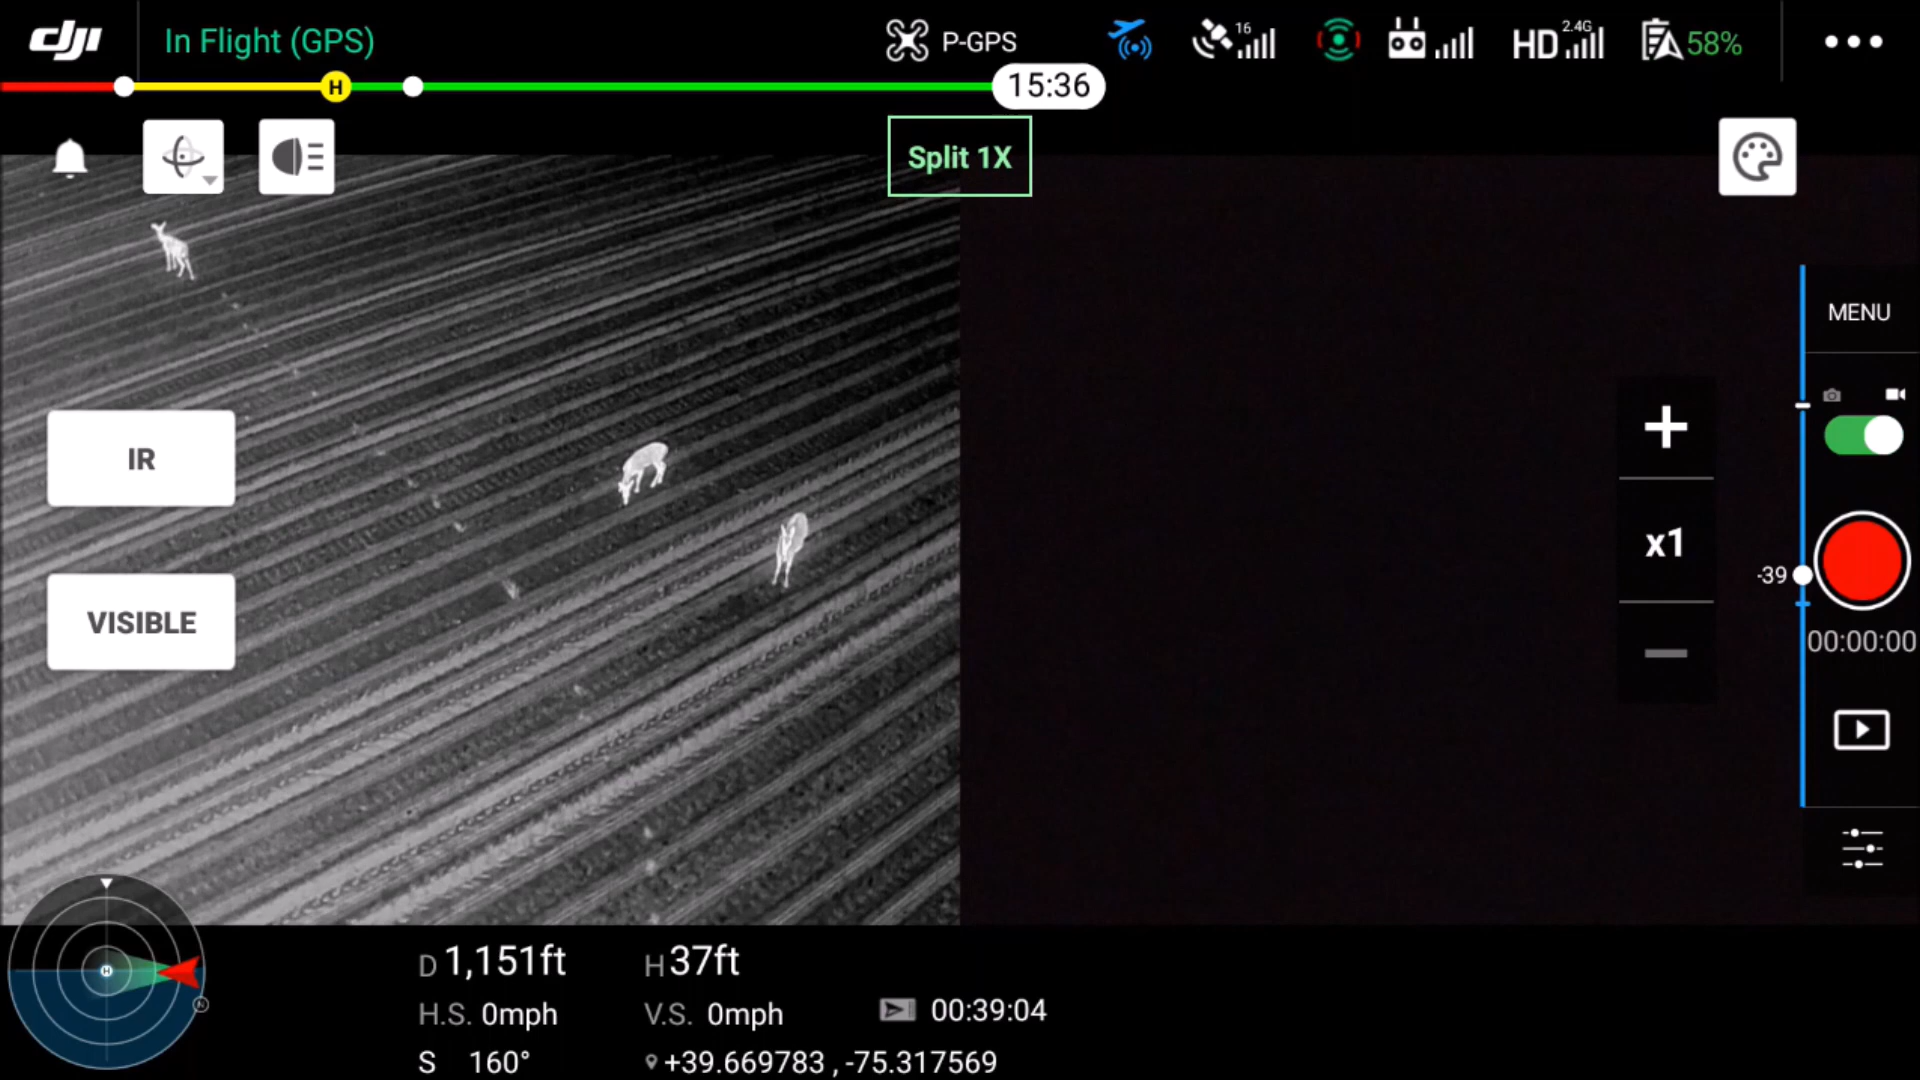 dji
In Flight (GPS)
P-GPS
16
HD 2.4G
58%
H
15:36
Split 1X
MENU
IR
x1
-39
VISIBLE
00:00:00
H
N
D 1,151ft
H 37ft
H.S. 0mph
V.S. 0mph
00:39:04
S 160°
+39.669783 , -75.317569